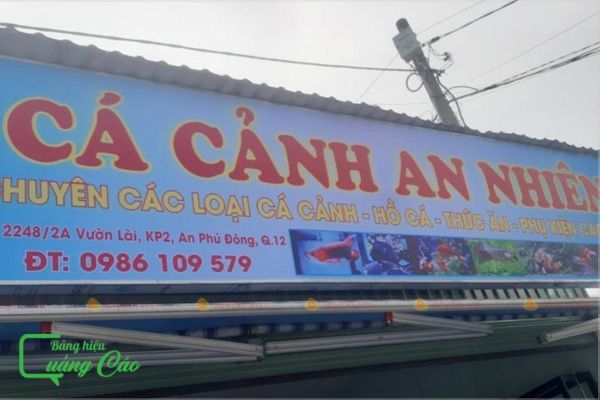 CÁ CẢNH AN NHIÊN
CHUYÊN CÁC LOẠI CÁ CẢNH - HỒ CÁ - THỨC ĂN - PHỤ KIỆN
2248/2A Vườn Lài, KP2, An Phú Đông, Q.12
ĐT: 0986 109 579
Bảng hiệu
Quảng Cáo